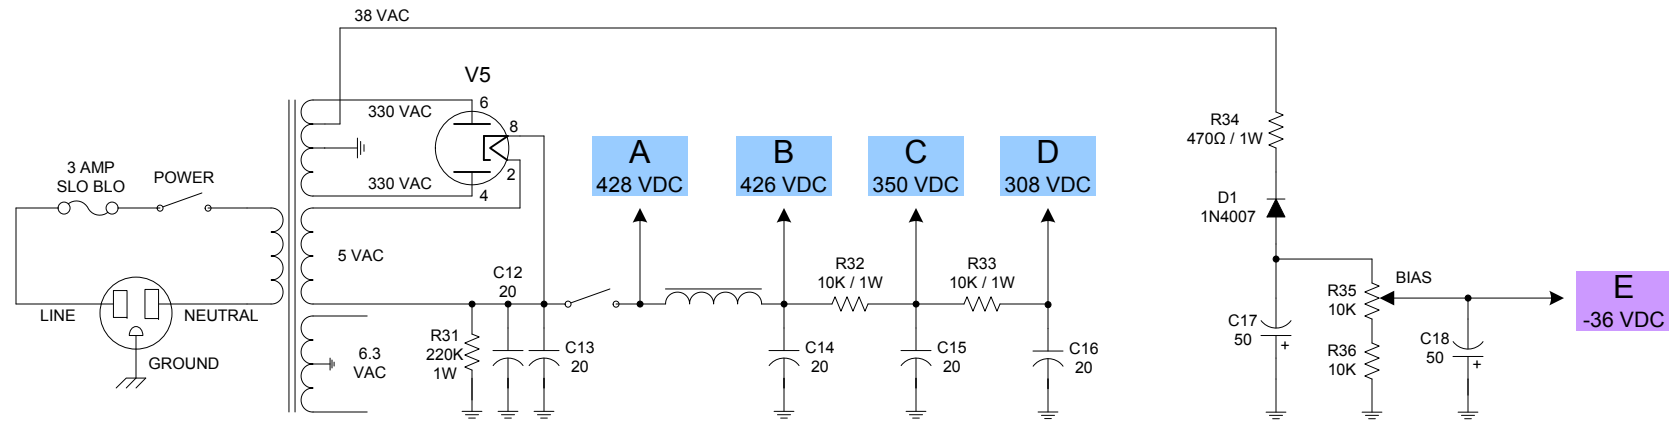 38 VAC
V5
330 VAC
6
8
2
330 VAC
4
3 AMP
SLO BLO
POWER
5 VAC
LINE
NEUTRAL
GROUND
6.3
VAC
R31
220K
1W
C12
20
C13
20
A
428 VDC
B
426 VDC
C
350 VDC
D
308 VDC
R32
10K / 1W
R33
10K / 1W
C14
20
C15
20
C16
20
R34
470Ω / 1W
D1
1N4007
C17
50
+
R35
10K
BIAS
R36
10K
C18
50
+
E
-36 VDC